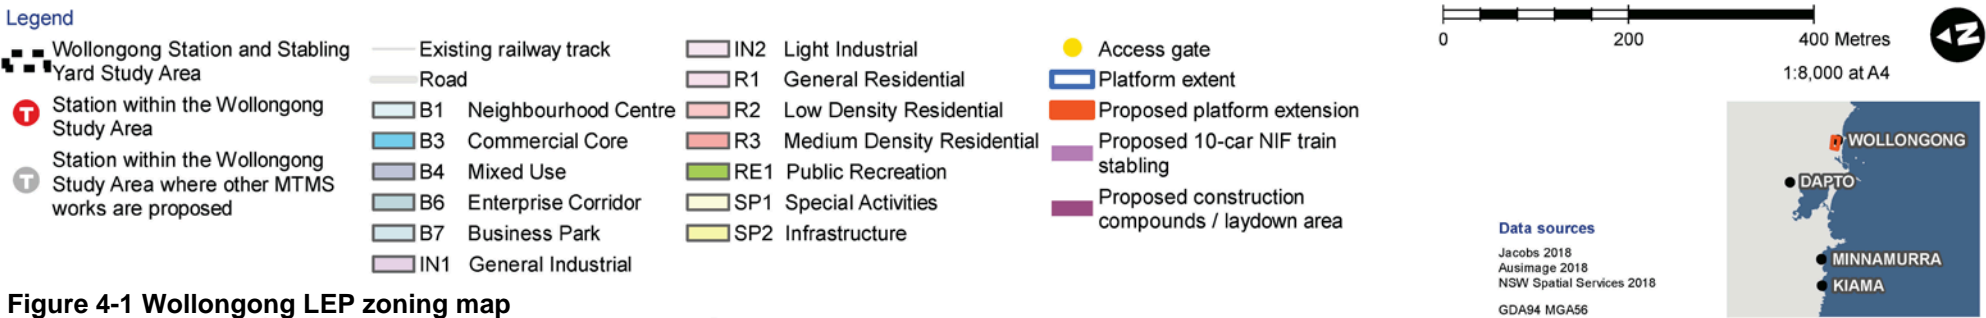 Legend
Wollongong Station and Stabling
Yard Study Area
T
Station within the Wollongong
Study Area
T
Station within the Wollongong
Study Area where other MTMS
works are proposed
Existing railway track
Road
B1 Neighbourhood Centre
B3 Commercial Core
B4 Mixed Use
B6 Enterprise Corridor
B7 Business Park
IN1 General Industrial
IN2 Light Industrial
R1 General Residential
R2 Low Density Residential
R3 Medium Density Residential
RE1 Public Recreation
SP1 Special Activities
SP2 Infrastructure
Access gate
Platform extent
Proposed platform extension
Proposed 10-car NIF train
stabling
Proposed construction
compounds / laydown area
0 200 400 Metres
1:8,000 at A4
Z
Data sources
Jacobs 2018
Ausimage 2018
NSW Spatial Services 2018
GDA94 MGA56
WOLLONGONG
DAPTO
MINNAMURRA
KIAMA
Figure 4-1 Wollongong LEP zoning map